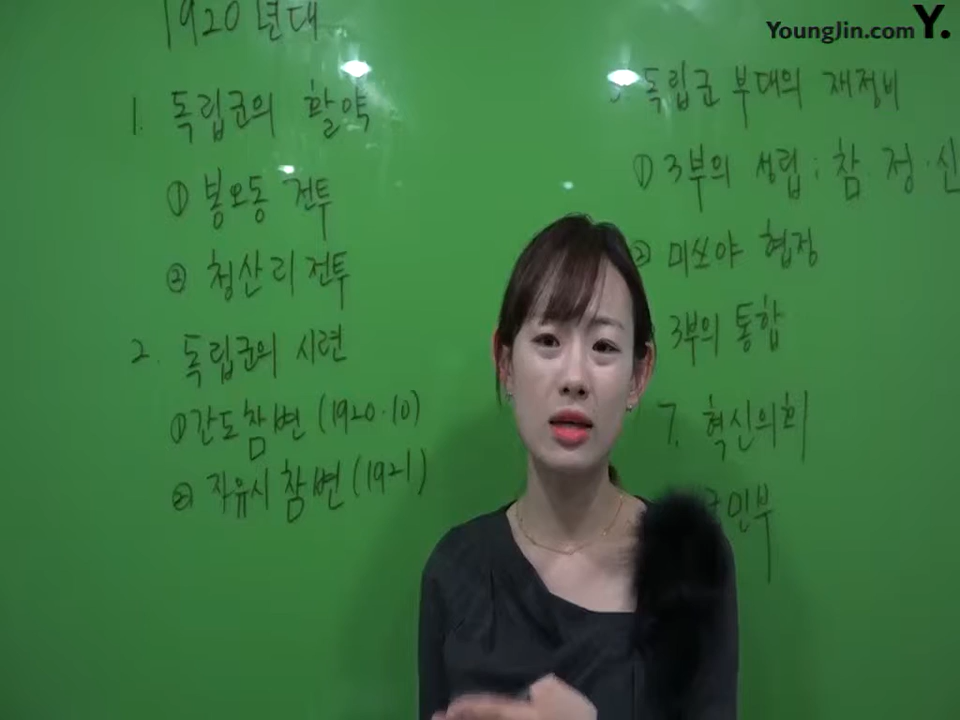 YoungJin.com Y.
1920년대
1. 독립군의 활약
① 봉오동 전투
② 청산리 전투
2. 독립군의 시련
① 간도참변 (1920.10)
② 자유시 참변 (1921)
독립군 부대의 재정비
① 3부의 성립 : 참·정·신
② 미쓰야 협정
3부의 통합
혁신의회
민부